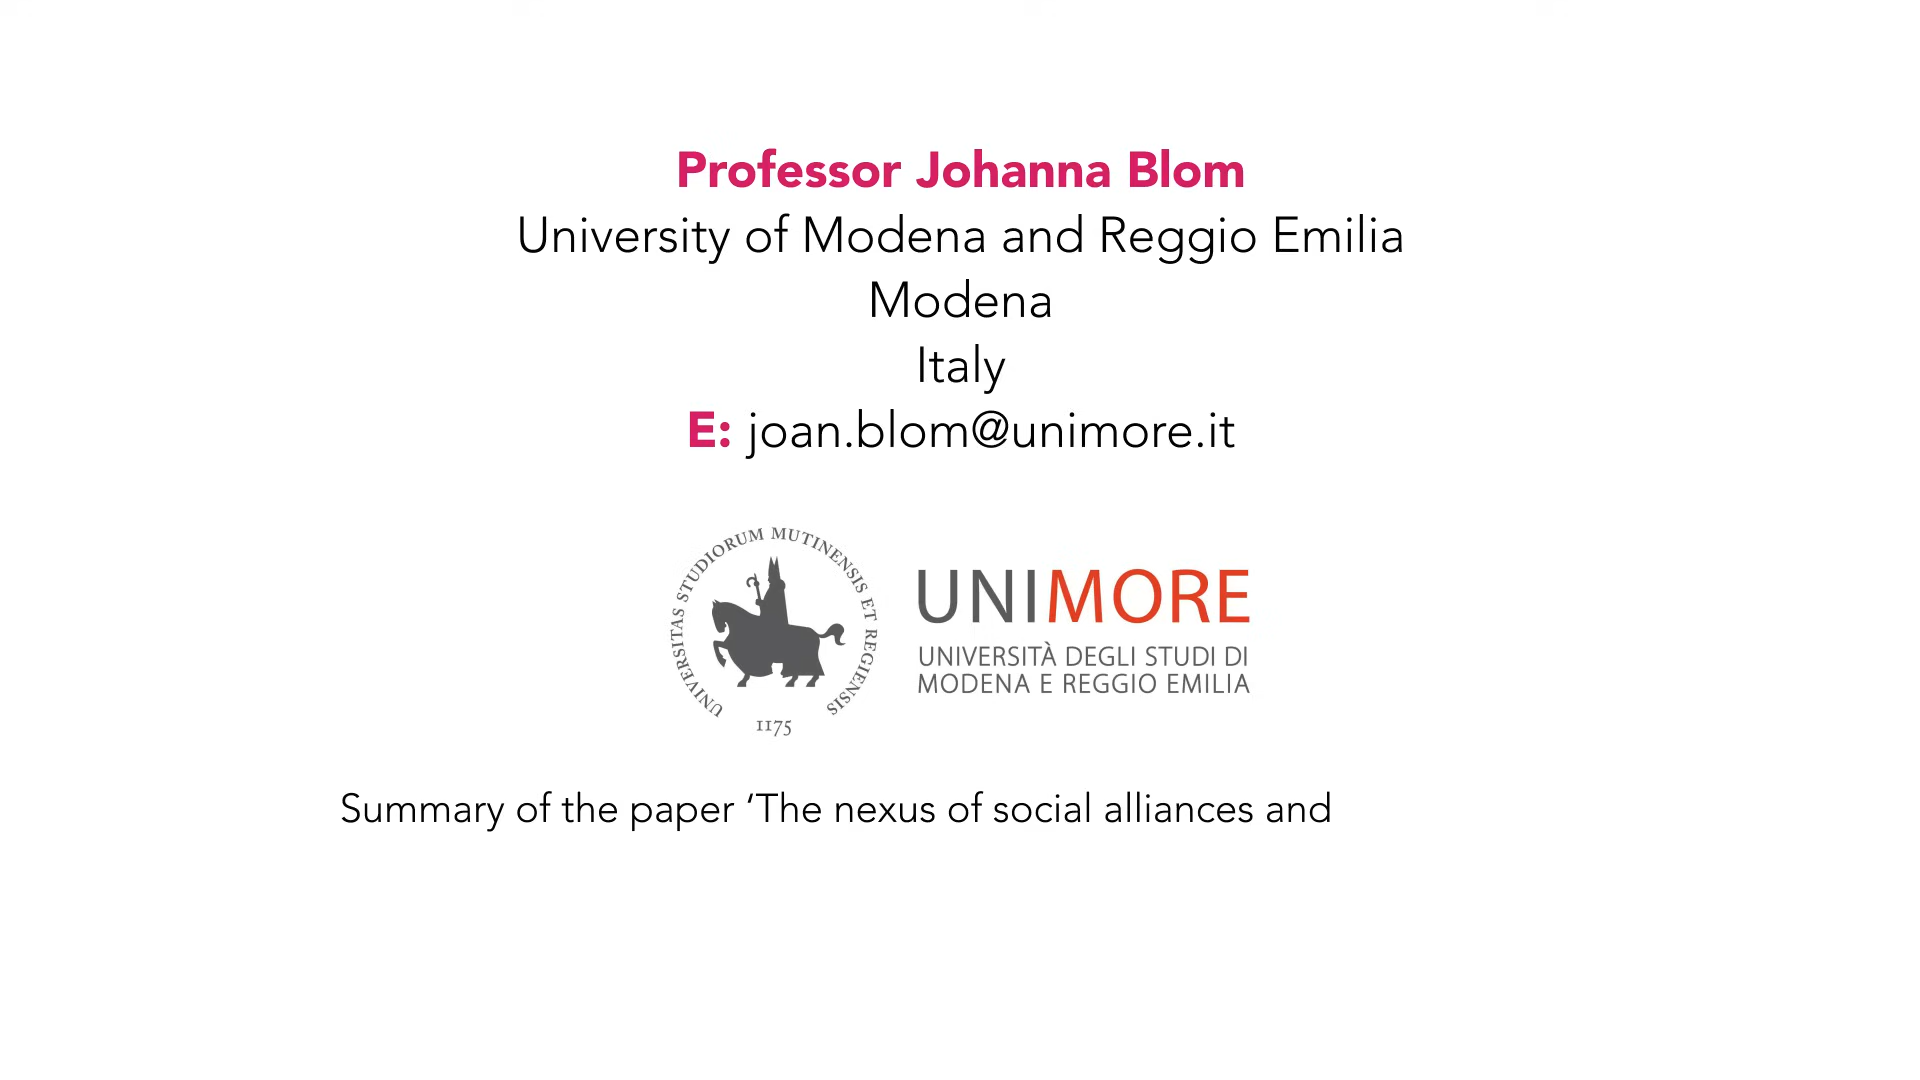 Professor Johanna Blom
University of Modena and Reggio Emilia
Modena
Italy
E: joan.blom@unimore.it
UNIVERSITAS STUDIORUM MUTINENSIS ET REGIENSIS
1175
UNIMORE
UNIVERSITÀ DEGLI STUDI DI
MODENA E REGGIO EMILIA
Summary of the paper ‘The nexus of social alliances and